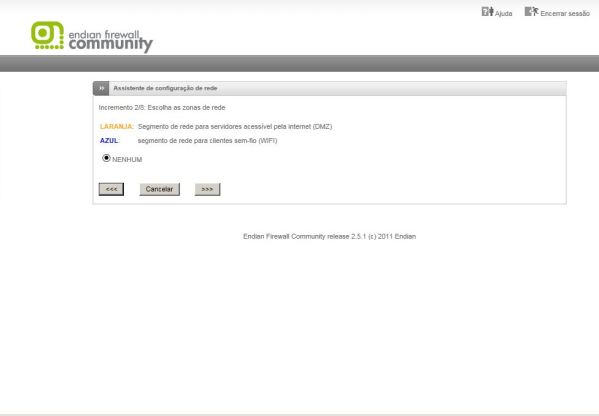 Ajuda Encerrar sessão
endian firewall
community
Assistente de configuração de rede
Incremento 2/8: Escolha as zonas de rede
LARANJA: Segmento de rede para servidores acessível pela internet (DMZ)
AZUL: segmento de rede para clientes sem-fio (WIFI)
NENHUM
<<< Cancelar >>>
Endian Firewall Community release 2.5.1 (c) 2011 Endian